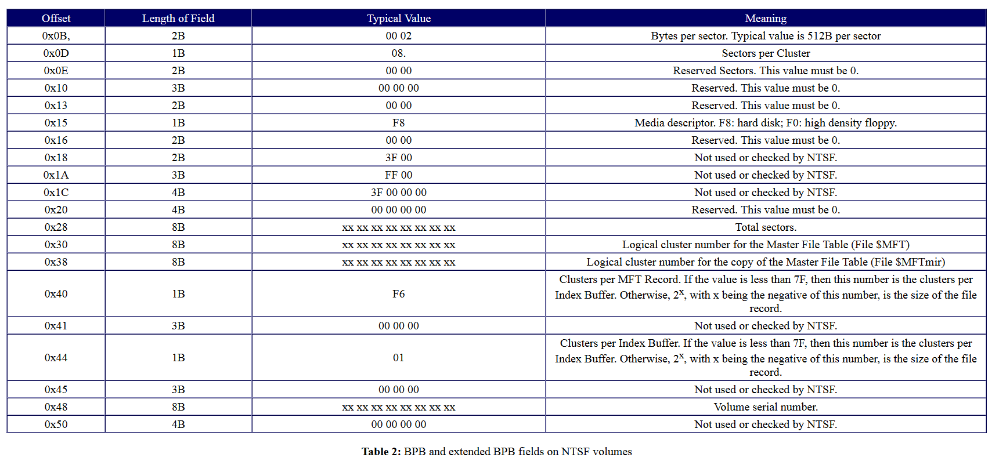 Offset Length of Field Typical Value Meaning
0x0B, 2B 00 02 Bytes per sector. Typical value is 512B per sector
0x0D 1B 08. Sectors per Cluster
0x0E 2B 00 00 Reserved Sectors. This value must be 0.
0x10 3B 00 00 00 Reserved. This value must be 0.
0x13 2B 00 00 Reserved. This value must be 0.
0x15 1B F8 Media descriptor. F8: hard disk; F0: high density floppy.
0x16 2B 00 00 Reserved. This value must be 0.
0x18 2B 3F 00 Not used or checked by NTSF.
0x1A 3B FF 00 Not used or checked by NTSF.
0x1C 4B 3F 00 00 00 Not used or checked by NTSF.
0x20 4B 00 00 00 00 Reserved. This value must be 0.
0x28 8B xx xx xx xx xx xx xx xx Total sectors.
0x30 8B xx xx xx xx xx xx xx xx Logical cluster number for the Master File Table (File $MFT)
0x38 8B xx xx xx xx xx xx xx xx Logical cluster number for the copy of the Master File Table (File $MFTmir)
0x40 1B F6 Clusters per MFT Record. If the value is less than 7F, then this number is the clusters per
Index Buffer. Otherwise, 2^x, with x being the negative of this number, is the size of the file
record.
0x41 3B 00 00 00 Not used or checked by NTSF.
0x44 1B 01 Clusters per Index Buffer. If the value is less than 7F, then this number is the clusters per
Index Buffer. Otherwise, 2^x, with x being the negative of this number, is the size of the file
record.
0x45 3B 00 00 00 Not used or checked by NTSF.
0x48 8B xx xx xx xx xx xx xx xx Volume serial number.
0x50 4B 00 00 00 00 Not used or checked by NTSF.
Table 2: BPB and extended BPB fields on NTSF volumes